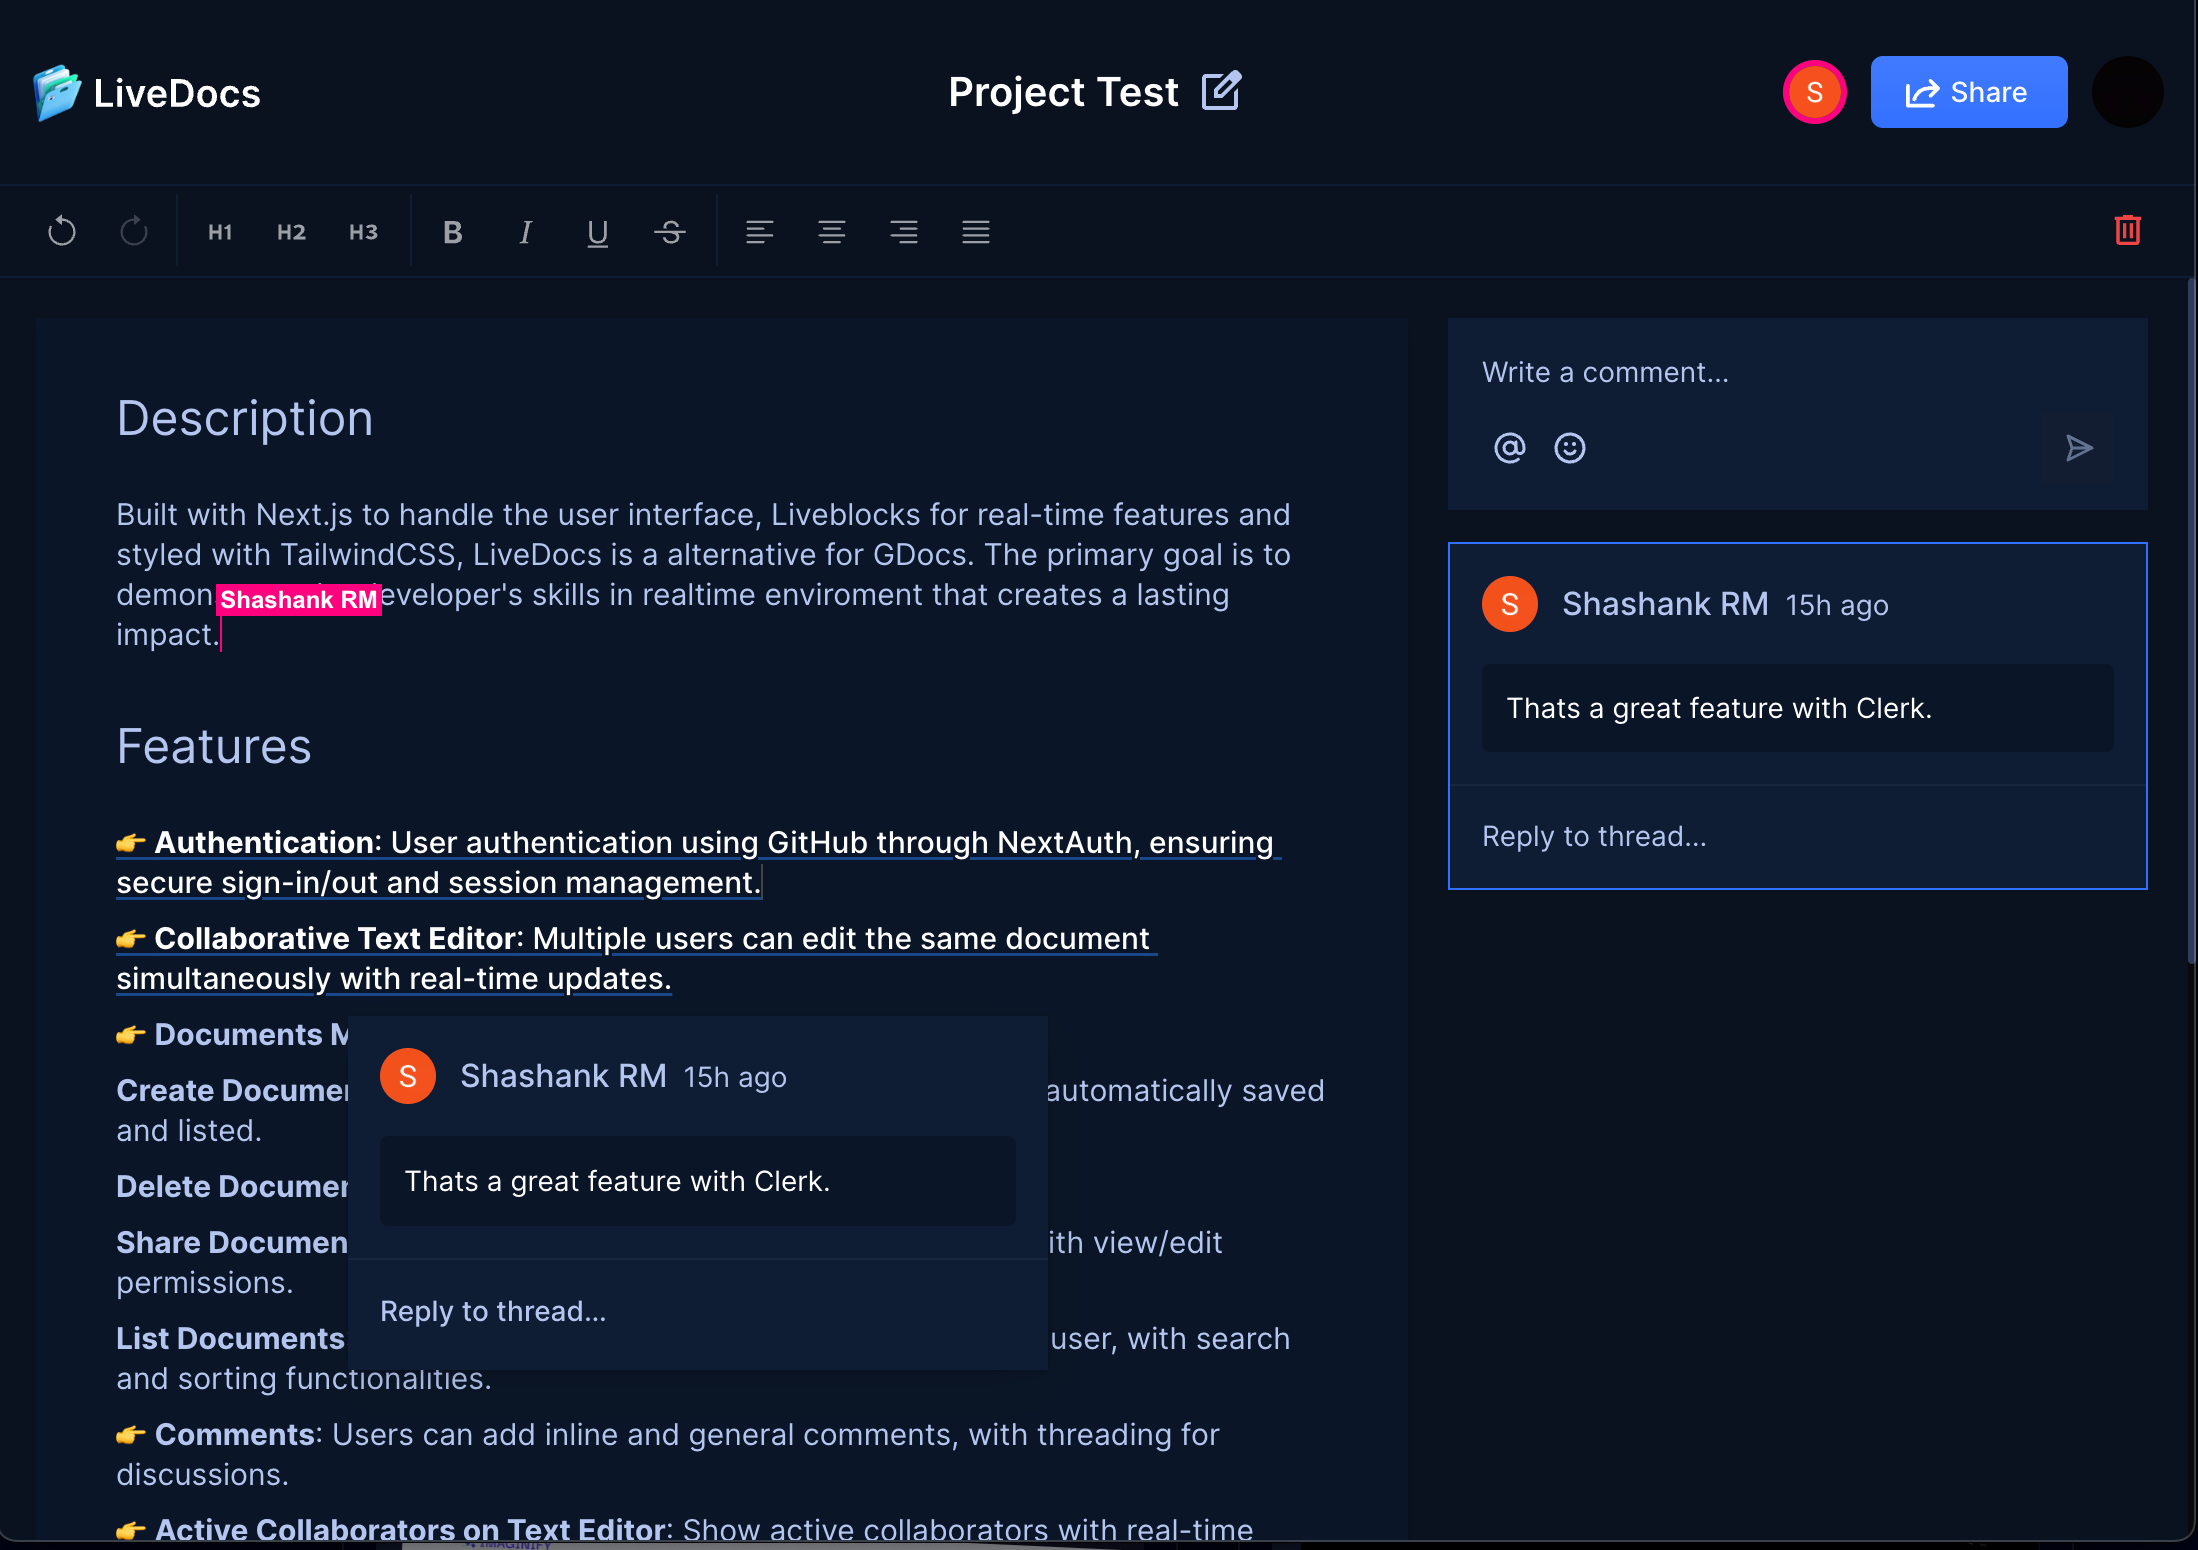 LiveDocs
Project Test
S
Share
H1 H2 H3 B I U S
Description
Built with Next.js to handle the user interface, Liveblocks for real-time features and
styled with TailwindCSS, LiveDocs is a alternative for GDocs. The primary goal is to
demon Shashank RM eveloper's skills in realtime enviroment that creates a lasting
impact.
Features
👉 Authentication: User authentication using GitHub through NextAuth, ensuring
secure sign-in/out and session management.
👉 Collaborative Text Editor: Multiple users can edit the same document
simultaneously with real-time updates.
👉 Documents M
Create Documen automatically saved
and listed.
Delete Documen
Share Documen ith view/edit
permissions.
List Documents user, with search
and sorting functionalities.
👉 Comments: Users can add inline and general comments, with threading for
discussions.
👉 Active Collaborators on Text Editor: Show active collaborators with real-time
S Shashank RM 15h ago
Thats a great feature with Clerk.
Reply to thread...
Write a comment...
@
S Shashank RM 15h ago
Thats a great feature with Clerk.
Reply to thread...
IMAGINIFY